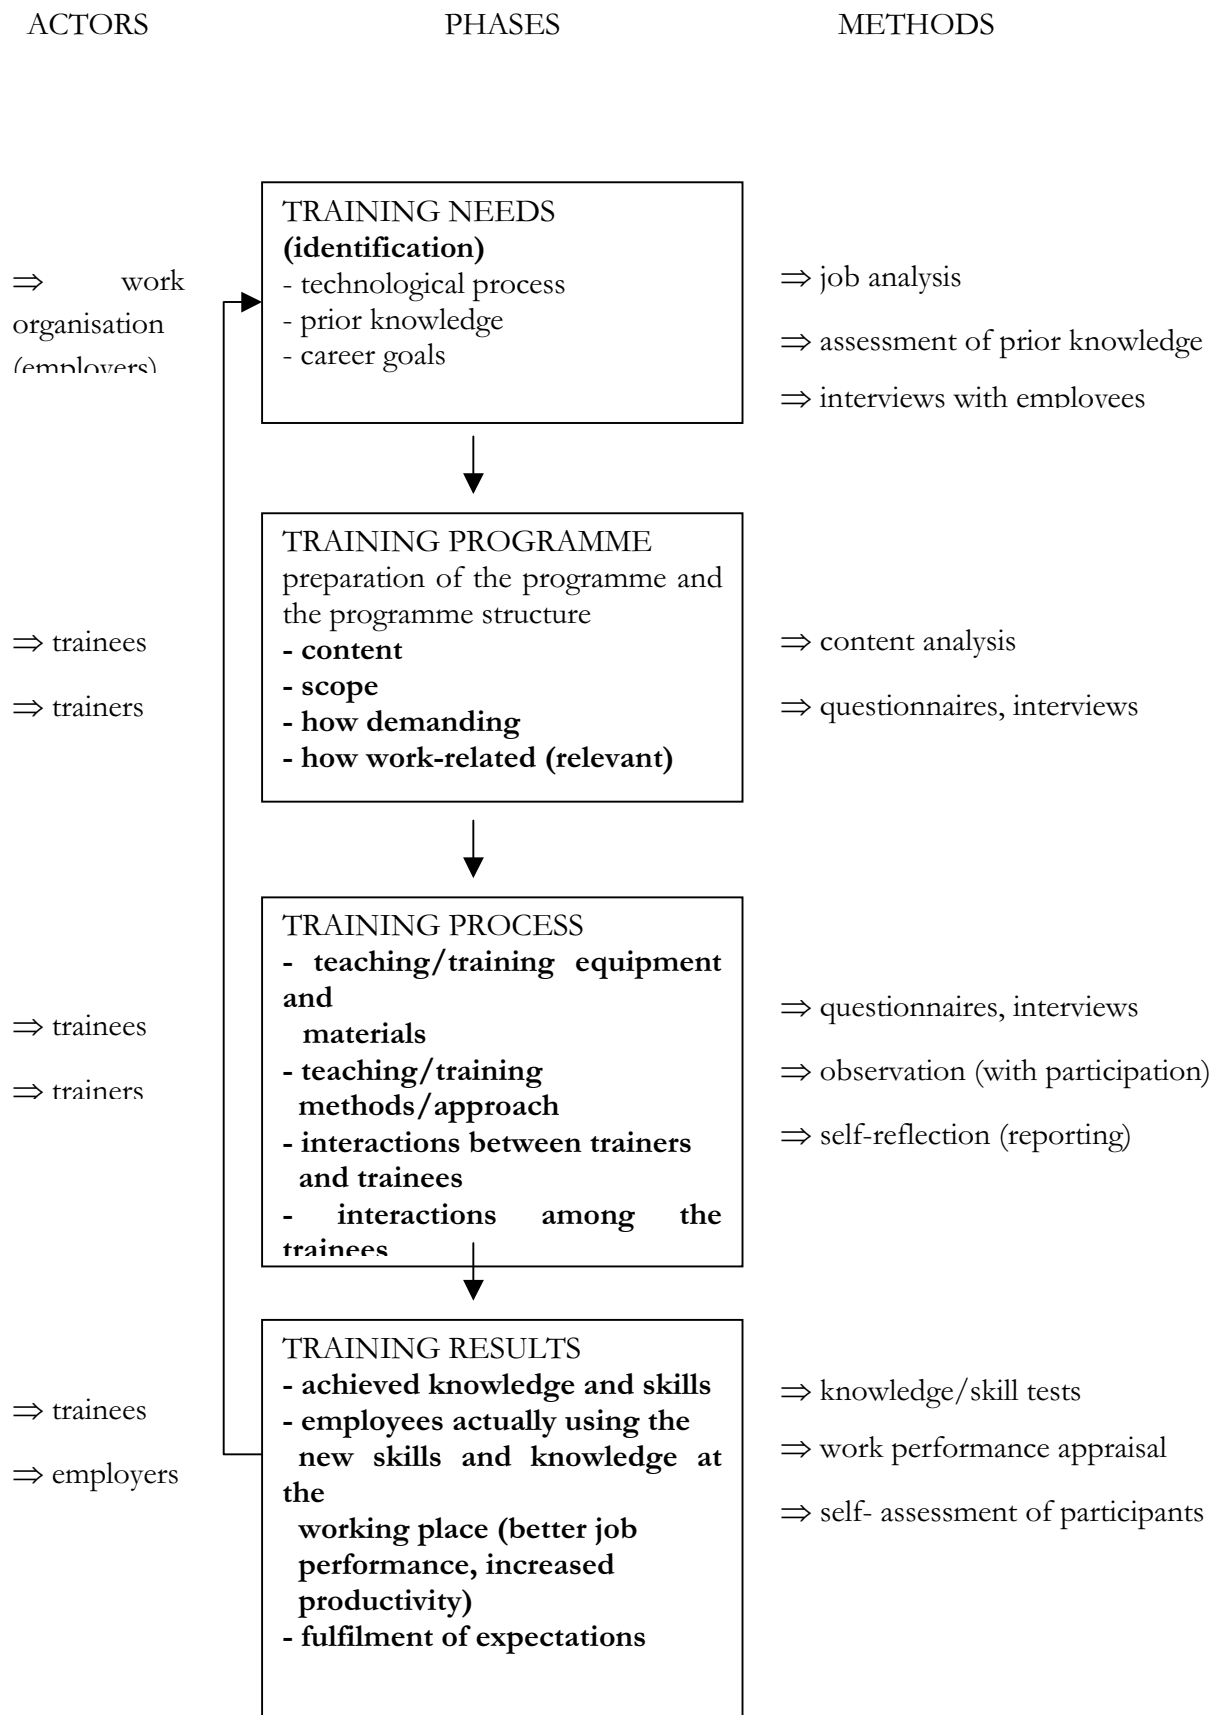 ACTORS PHASES METHODS
TRAINING NEEDS
(identification)
- technological process
- prior knowledge
- career goals
⇒ work
organisation
(employers)
⇒ job analysis
⇒ assessment of prior knowledge
⇒ interviews with employees
TRAINING PROGRAMME
preparation of the programme and
the programme structure
- content
- scope
- how demanding
- how work-related (relevant)
⇒ trainees
⇒ trainers
⇒ content analysis
⇒ questionnaires, interviews
TRAINING PROCESS
- teaching/training equipment
and
materials
- teaching/training
methods/approach
- interactions between trainers
and trainees
- interactions among the
trainees
⇒ trainees
⇒ trainers
⇒ questionnaires, interviews
⇒ observation (with participation)
⇒ self-reflection (reporting)
TRAINING RESULTS
- achieved knowledge and skills
- employees actually using the
new skills and knowledge at
the
working place (better job
performance, increased
productivity)
- fulfilment of expectations
⇒ trainees
⇒ employers
⇒ knowledge/skill tests
⇒ work performance appraisal
⇒ self- assessment of participants